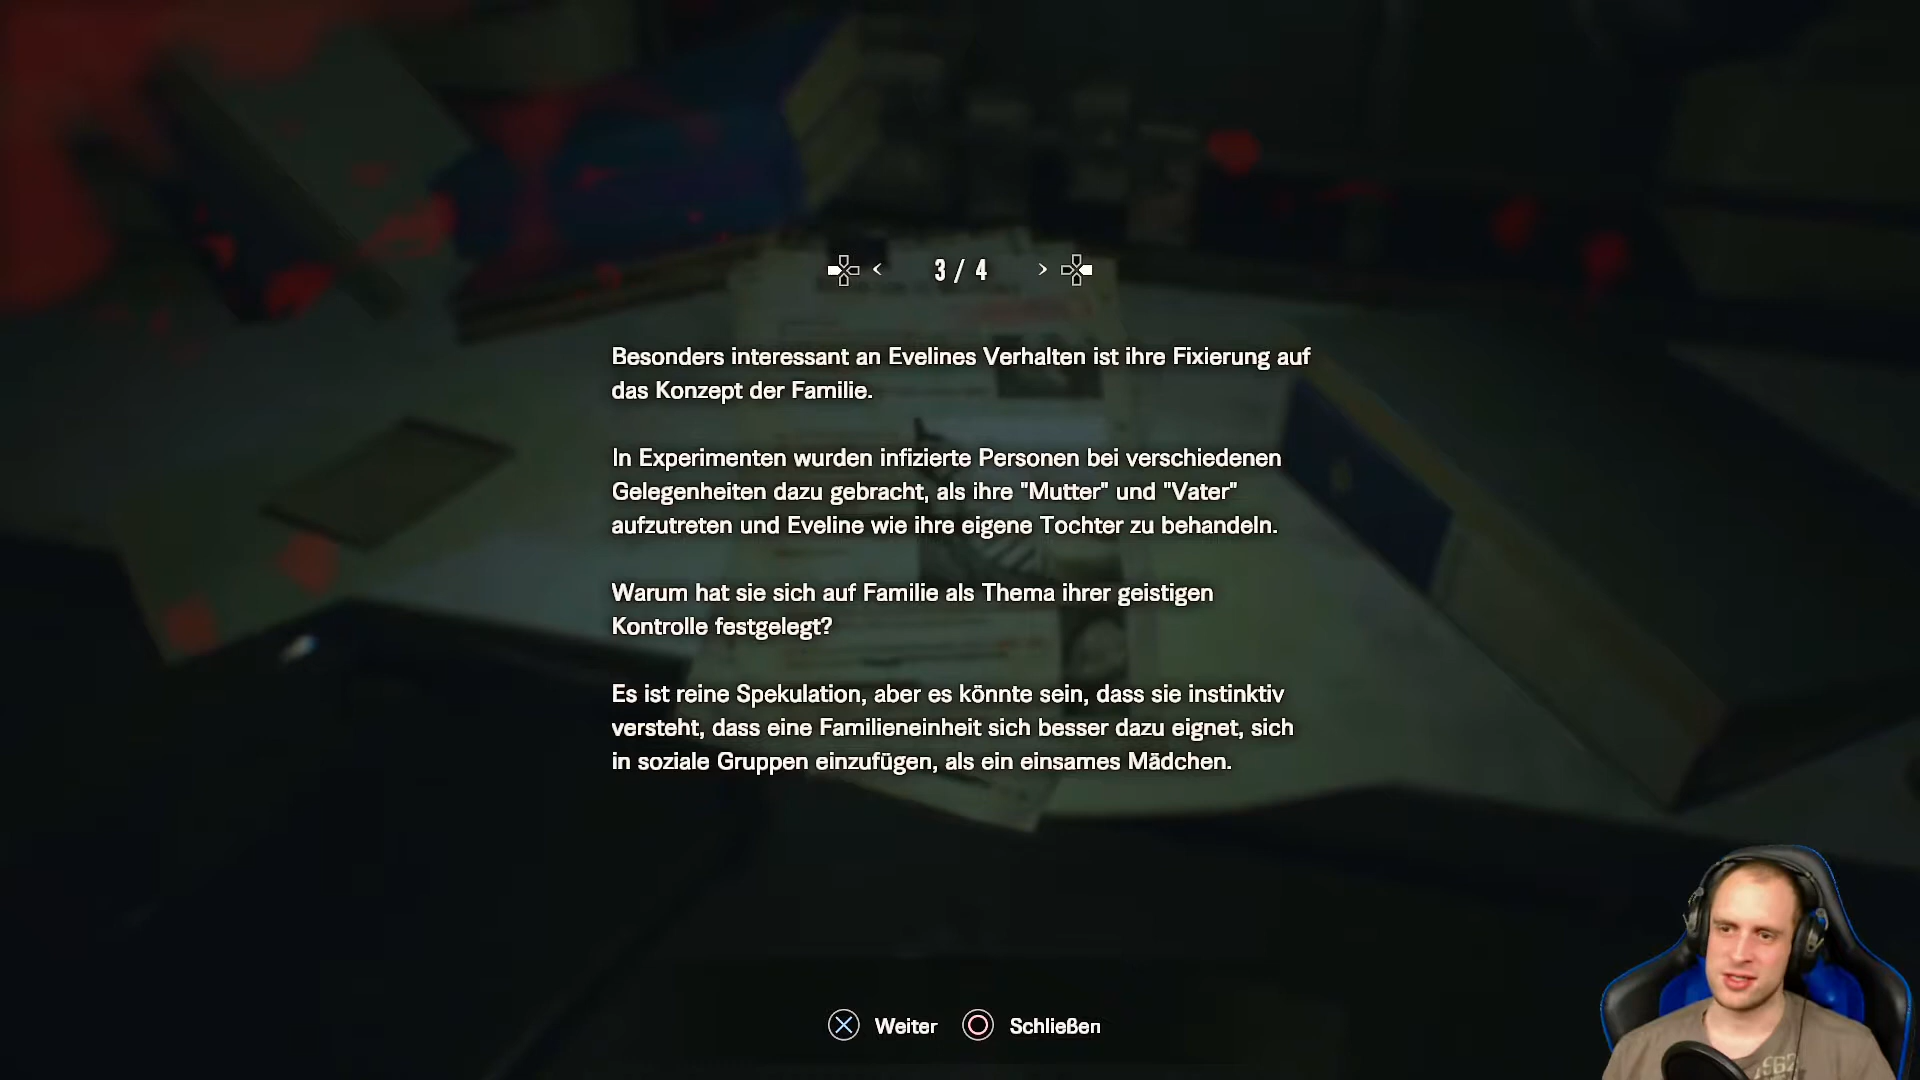 < 3 / 4 >
Besonders interessant an Evelines Verhalten ist ihre Fixierung auf
das Konzept der Familie.
In Experimenten wurden infizierte Personen bei verschiedenen
Gelegenheiten dazu gebracht, als ihre "Mutter" und "Vater"
aufzutreten und Eveline wie ihre eigene Tochter zu behandeln.
Warum hat sie sich auf Familie als Thema ihrer geistigen
Kontrolle festgelegt?
Es ist reine Spekulation, aber es könnte sein, dass sie instinktiv
versteht, dass eine Familieneinheit sich besser dazu eignet, sich
in soziale Gruppen einzufügen, als ein einsames Mädchen.
Weiter Schließen